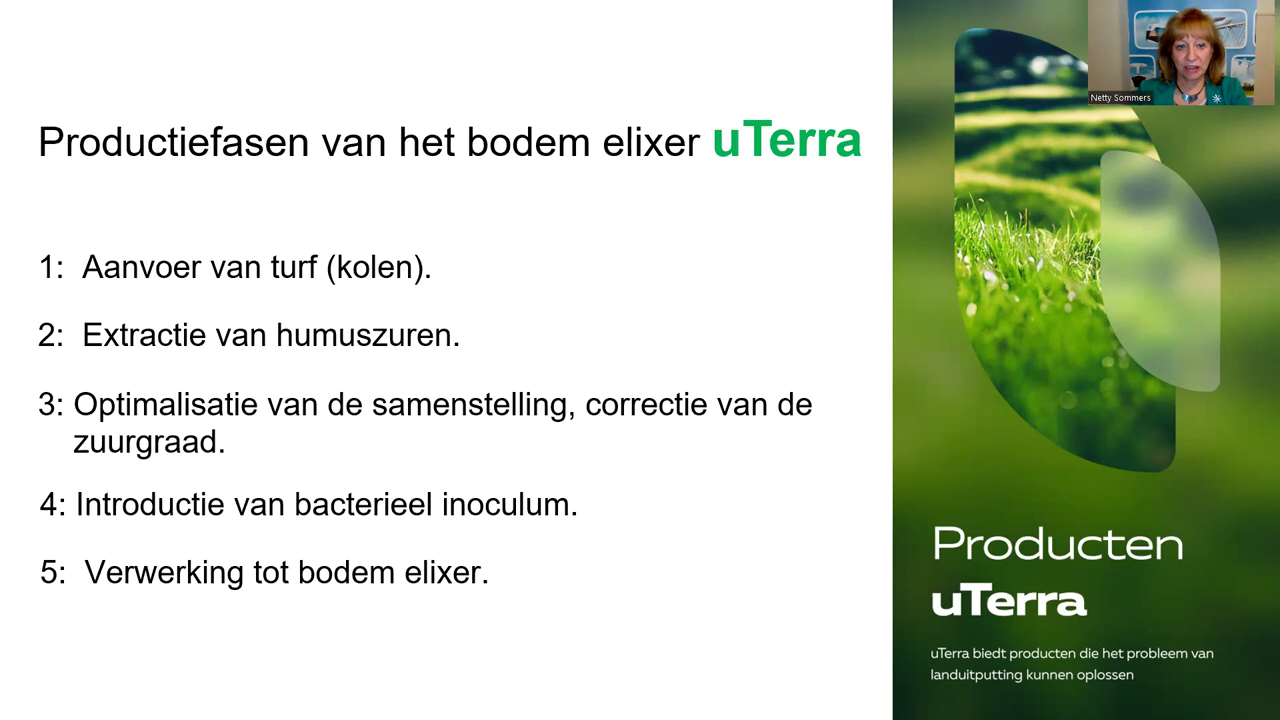 Productiefasen van het bodem elixer uTerra
1: Aanvoer van turf (kolen).
2: Extractie van humuszuren.
3: Optimalisatie van de samenstelling, correctie van de
zuurgraad.
4: Introductie van bacterieel inoculum.
5: Verwerking tot bodem elixer.
Netty Sommers
Producten
uTerra
uTerra biedt producten die het probleem van
landuitputting kunnen oplossen